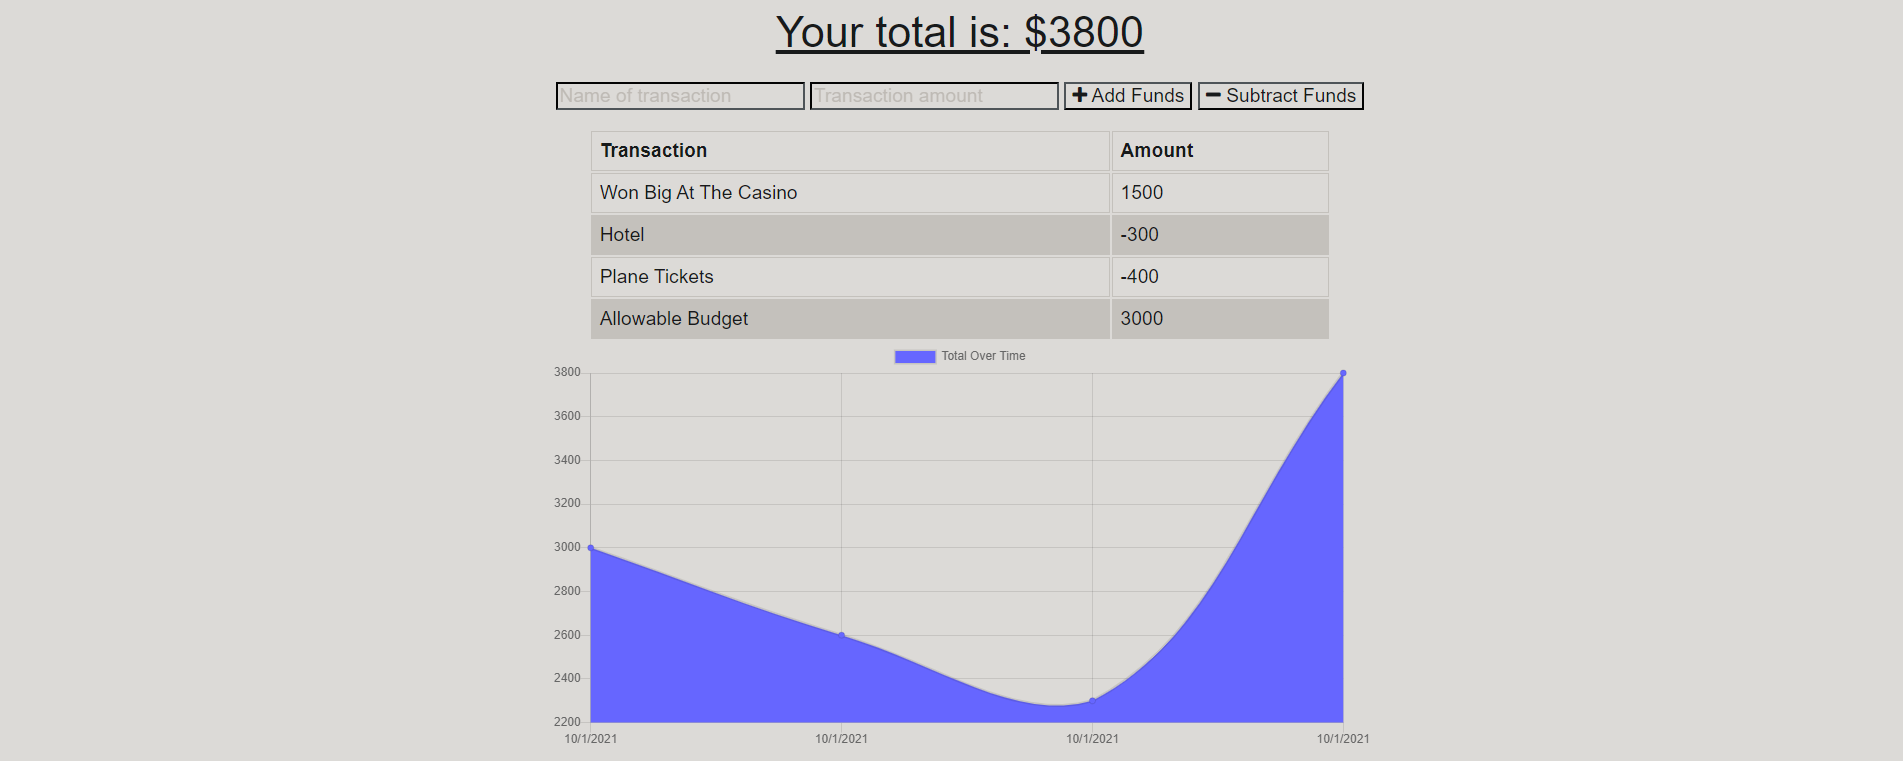 Your total is: $3800
Name of transaction Transaction amount Add Funds Subtract Funds
Transaction Amount
Won Big At The Casino 1500
Hotel -300
Plane Tickets -400
Allowable Budget 3000
Total Over Time
3800
3600
3400
3200
3000
2800
2600
2400
2200
10/1/2021 10/1/2021 10/1/2021 10/1/2021